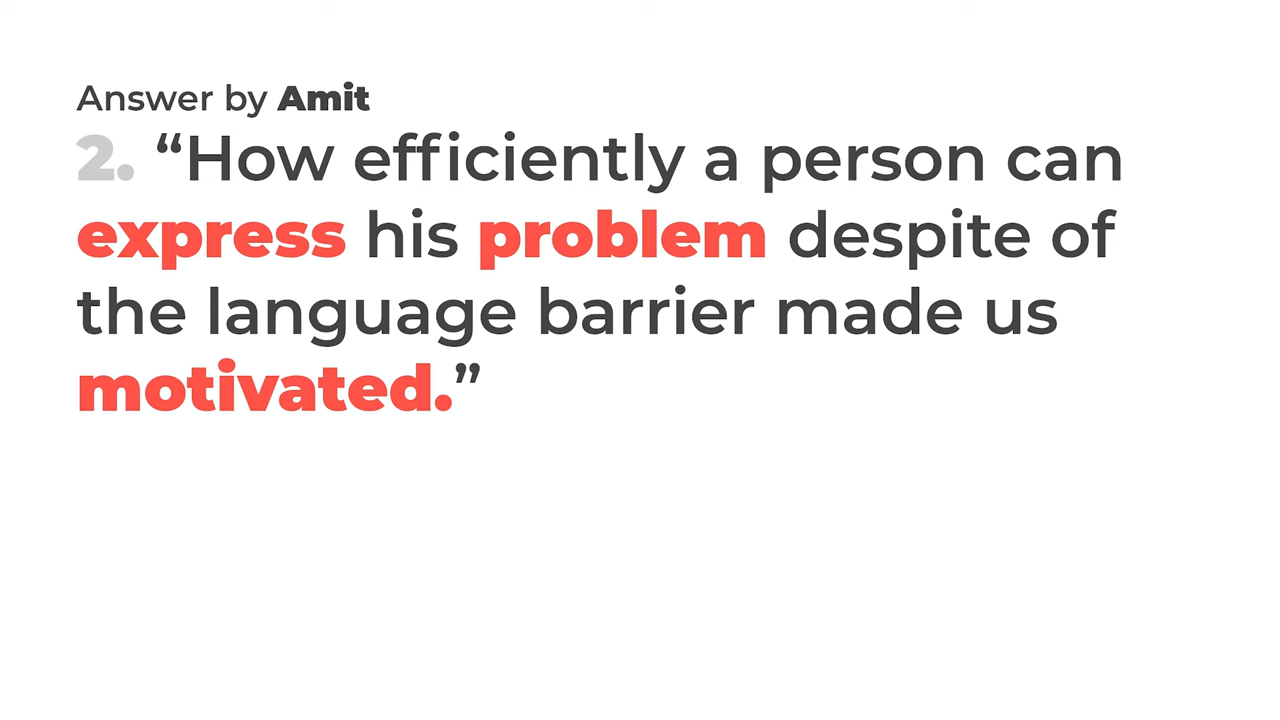 Answer by Amit
2. “How efficiently a person can
express his problem despite of
the language barrier made us
motivated.”